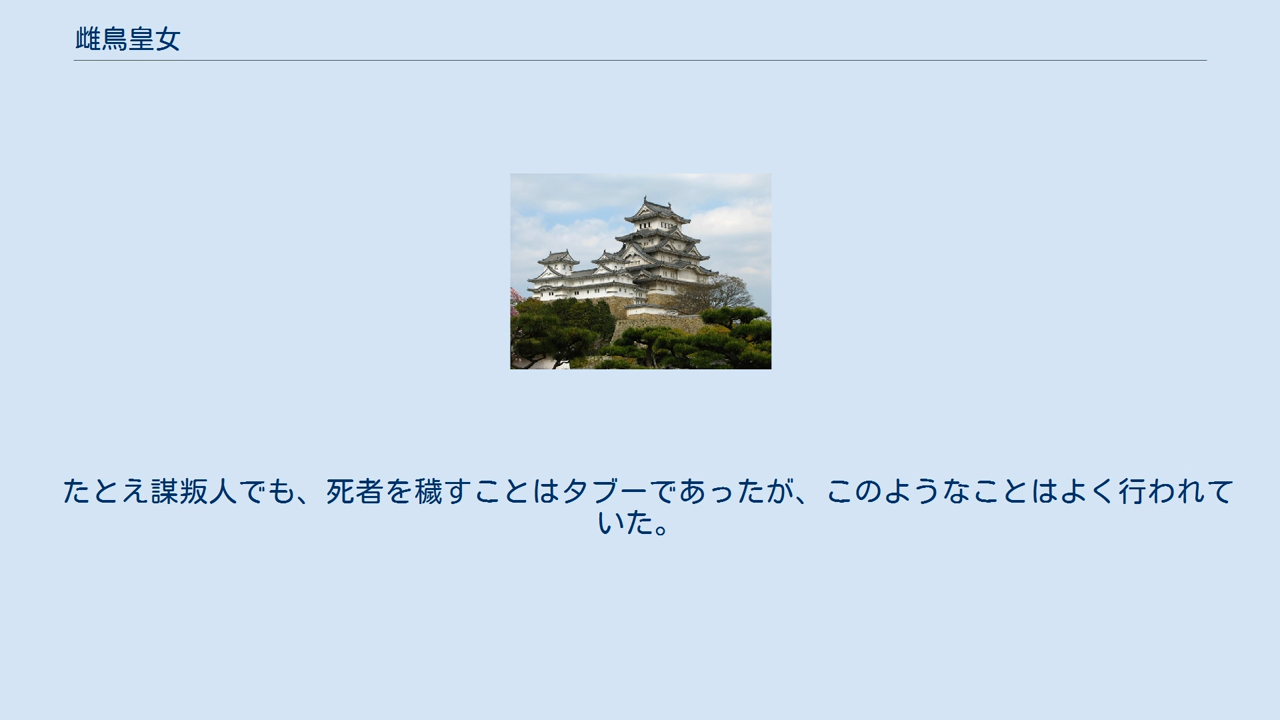 雌鳥皇女
たとえ謀叛人でも、死者を穢すことはタブーであったが、このようなことはよく行われて
いた。